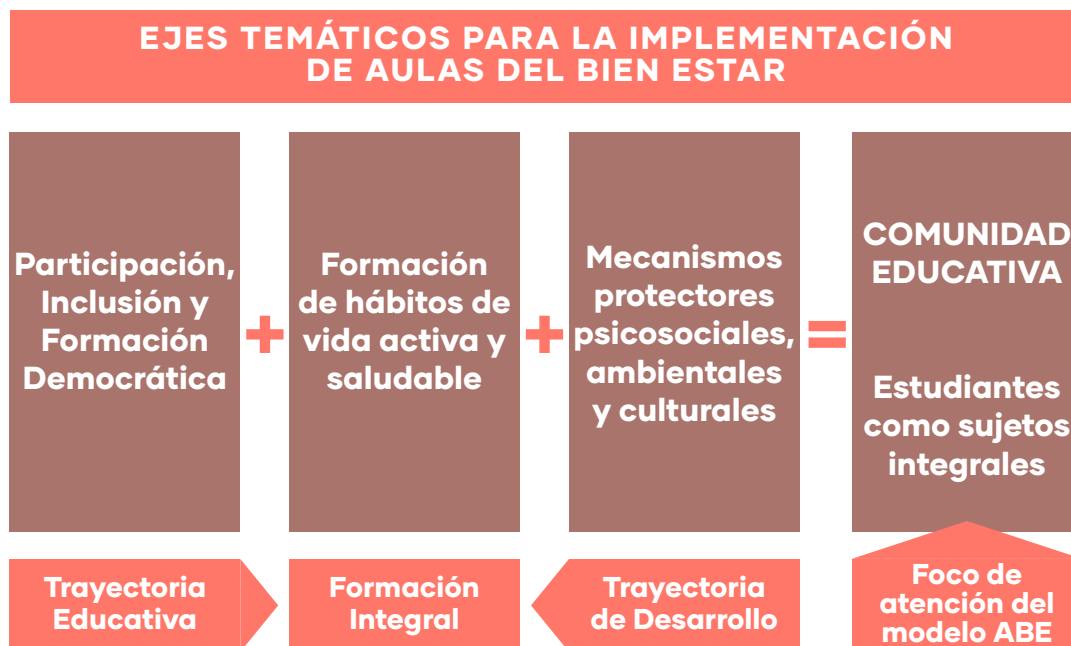 EJES TEMÁTICOS PARA LA IMPLEMENTACIÓN
DE AULAS DEL BIEN ESTAR
Participación,
Inclusión y
Formación
Democrática
+
Formación
de hábitos de
vida activa y
saludable
+
Mecanismos
protectores
psicosociales,
ambientales
y culturales
=
COMUNIDAD
EDUCATIVA
Estudiantes
como sujetos
integrales
Trayectoria
Educativa
Formación
Integral
Trayectoria
de Desarrollo
Foco de
atención del
modelo ABE